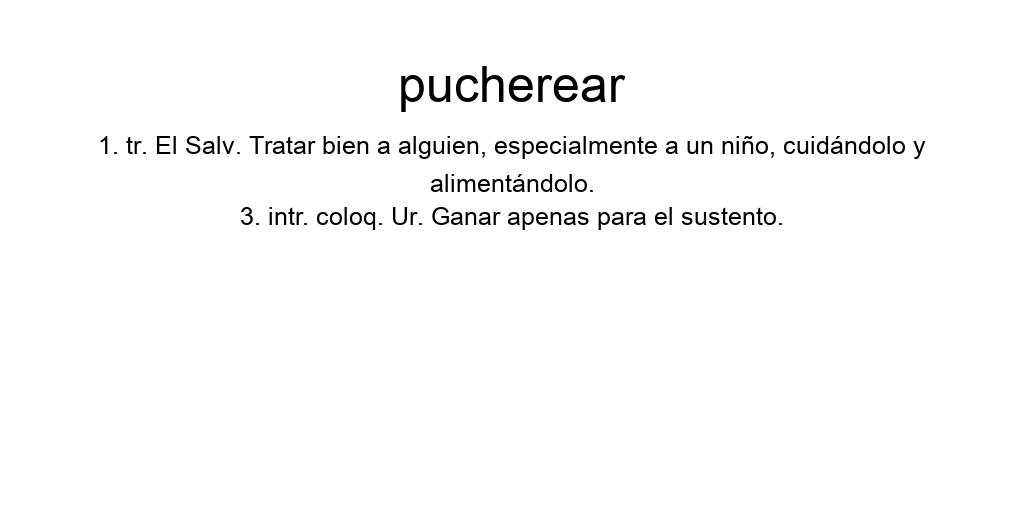 pucherear
1. tr. El Salv. Tratar bien a alguien, especialmente a un niño, cuidándolo y
alimentándolo.
3. intr. coloq. Ur. Ganar apenas para el sustento.